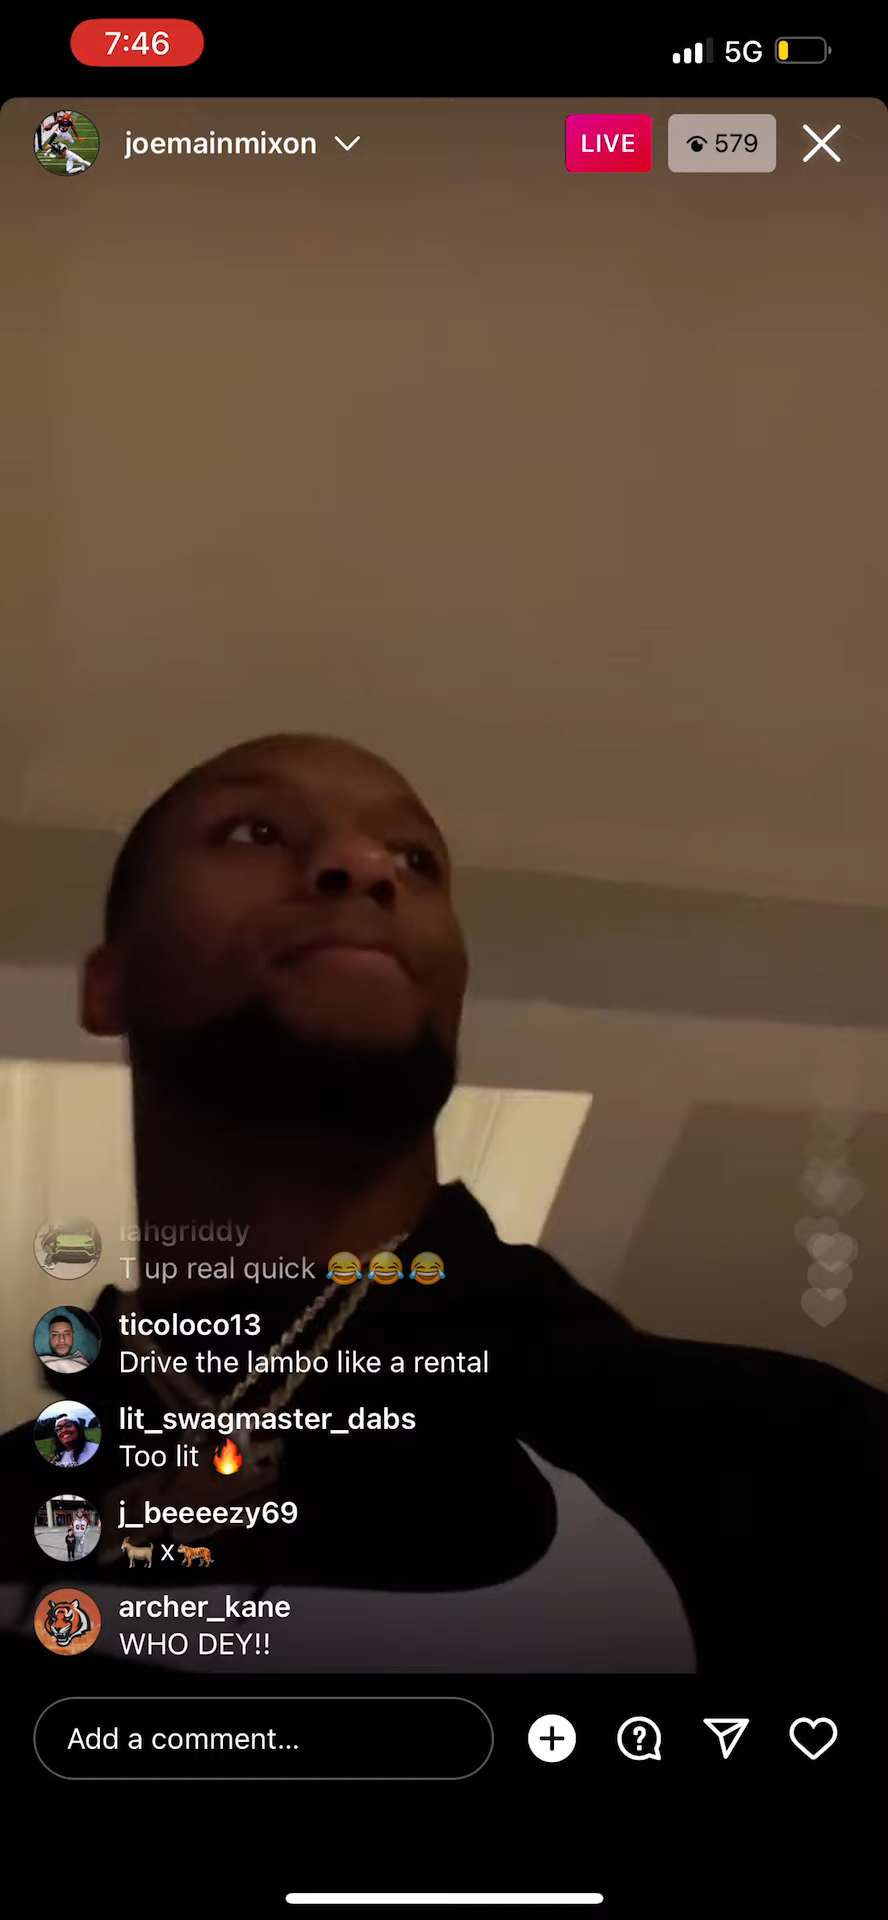 7:46
5G
joemainmixon
LIVE
579
iahgriddy
T up real quick 😂😂😂
ticoloco13
Drive the lambo like a rental
lit_swagmaster_dabs
Too lit 🔥
j_beeeezy69
🐐x🐅
archer_kane
WHO DEY!!
Add a comment...